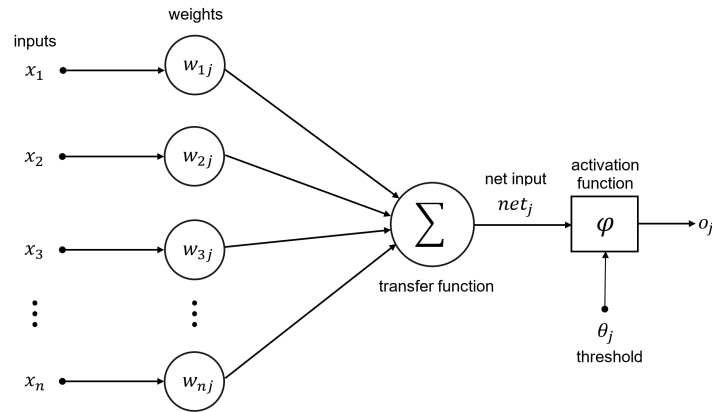 weights
inputs
x₁
w₁ⱼ
x₂
w₂ⱼ
activation
function
net input
netⱼ
∑
φ
oⱼ
x₃
w₃ⱼ
transfer function
⋮
⋮
θⱼ
threshold
xₙ
wₙⱼ